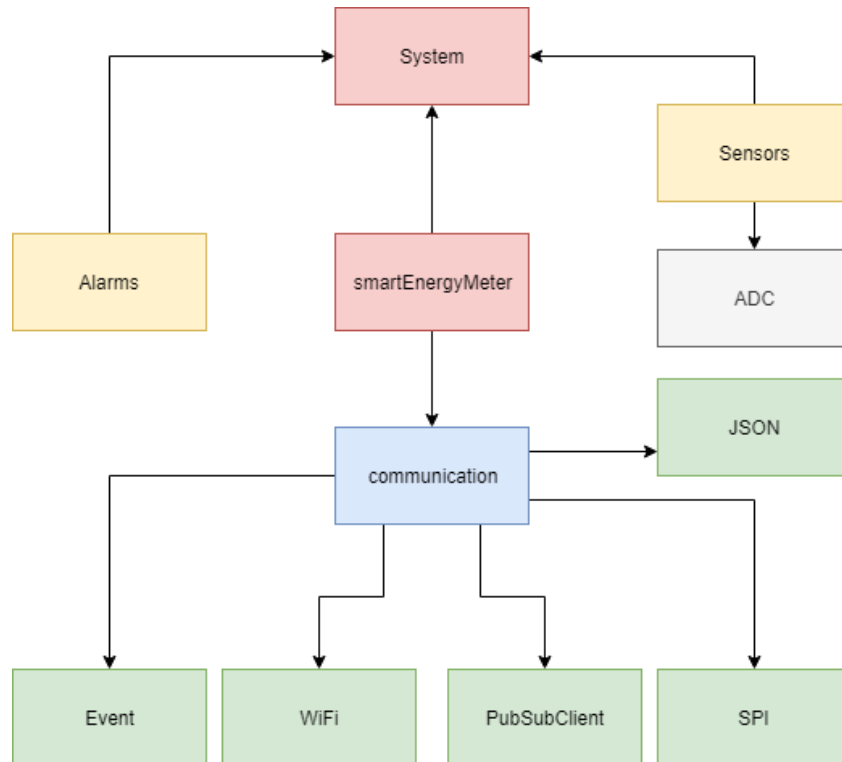 System
Sensors
Alarms
smartEnergyMeter
ADC
JSON
communication
Event
WiFi
PubSubClient
SPI